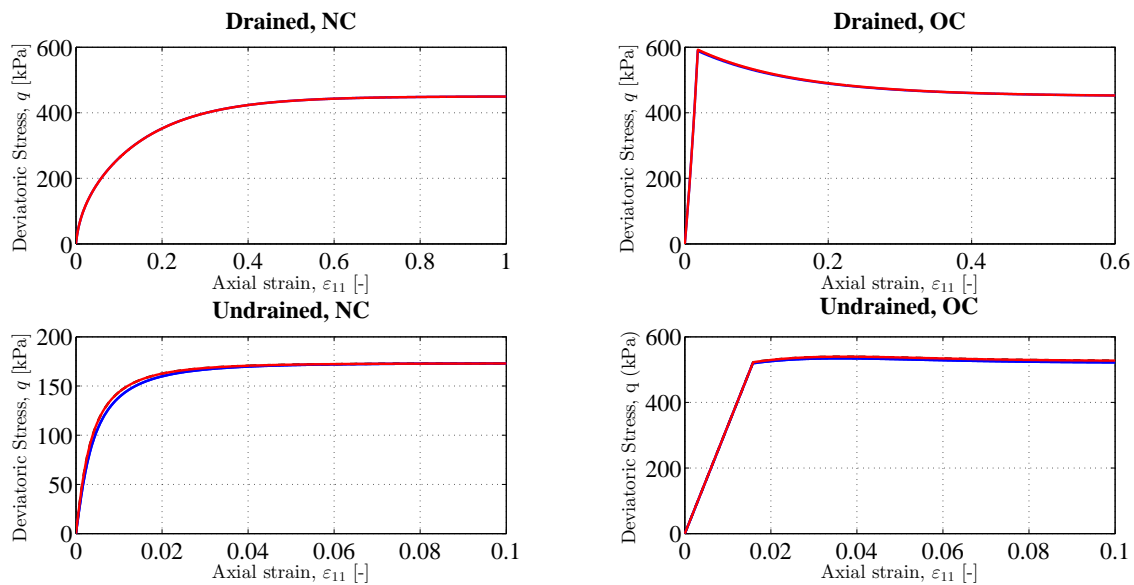 Drained, NC
Deviatoric Stress, q [kPa]
600
400
200
0
0 0.2 0.4 0.6 0.8 1
Axial strain, ε11 [-]
Drained, OC
Deviatoric Stress, q [kPa]
600
400
200
0
0 0.2 0.4 0.6
Axial strain, ε11 [-]
Undrained, NC
Deviatoric Stress, q [kPa]
200
150
100
50
0
0 0.02 0.04 0.06 0.08 0.1
Axial strain, ε11 [-]
Undrained, OC
Deviatoric Stress, q (kPa)
600
400
200
0
0 0.02 0.04 0.06 0.08 0.1
Axial strain, ε11 [-]